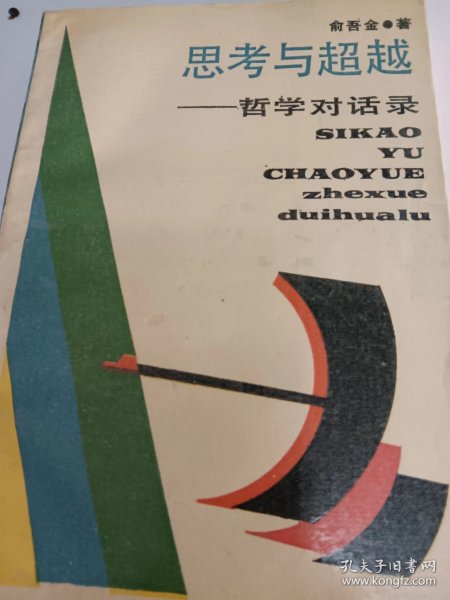 俞吾金●著
思考与超越
——哲学对话录
SIKAO
YU
CHAOYUE
zhexue
duihualu
孔夫子旧书网
www.kongfz.com